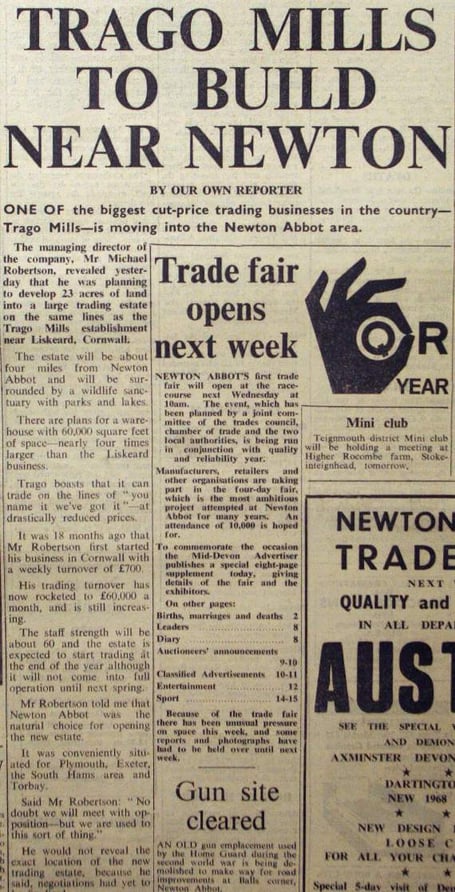 TRAGO MILLS
TO BUILD
NEAR NEWTON
BY OUR OWN REPORTER
ONE OF the biggest cut-price trading businesses in the country—
Trago Mills—is moving into the Newton Abbot area.
The managing director of
the company, Mr Michael
Robertson, revealed yester-
day that he was planning
to develop 23 acres of land
into a large trading estate
on the same lines as the
Trago Mills establishment
near Liskeard, Cornwall.
The estate will be about
four miles from Newton
Abbot and will be sur-
rounded by a wildlife sanc-
tuary with parks and lakes.
There are plans for a ware-
house with 60,000 square feet
of space—nearly four times
larger than the Liskeard
business.
Trago boasts that it can
trade on the lines of "you
name it we've got it"—at
drastically reduced prices.
It was 18 months ago that
Mr Robertson first started
his business in Cornwall with
a weekly turnover of £700.
His trading turnover has
now rocketed to £60,000 a
month, and is still increas-
ing.
The staff strength will be
about 60 and the estate is
expected to start trading at
the end of the year although
it will not come into full
operation until next spring.
Mr Robertson told me that
Newton Abbot was the
natural choice for opening
the new estate.
It was conveniently situ-
ated for Plymouth, Exeter,
the South Hams area and
Torbay.
Said Mr Robertson: "No
doubt we will meet with op-
position—but we are used to
this sort of thing."
He would not reveal the
exact location of the new
trading estate, because he
said, negotiations had yet to
Trade fair
opens
next week
NEWTON ABBOT'S first trade
fair will open at the race-
course next Wednesday at
10am. The event, which has
been planned by a joint com-
mittee of the trades council,
chamber of trade and the two
local authorities, is being run
in conjunction with quality
and reliability year.
Manufacturers, retailers and
other organisations are taking
part in the four-day fair,
which is the most ambitious
project attempted at Newton
Abbot for many years. An
attendance of 10,000 is hoped
for.
To commemorate the occasion
the Mid-Devon Advertiser
publishes a special eight-page
supplement today, giving
details of the fair and the
exhibitors.
On other pages:
Births, marriages and deaths 2
Leaders 8
Diary 8
Auctioneers' announcements
9-10
Classified Advertisements 10-11
Entertainment 12
Sport 14-15
Because of the trade fair
there has been unusual pressure
on space this week, and some
reports and photographs have
had to be held over until next
week.
Gun site
cleared
AN OLD gun emplacement used
by the Home Guard during the
second world war is being de-
molished to make way for road
improvements at Balls corner
Newton Abbot.
QR
YEAR
Mini club
Teignmouth district Mini club
will be holding a meeting at
Higher Rocombe farm, Stoke-
inteignhead, tomorrow.
NEWTON
TRADE
NEXT
QUALITY and
IN ALL DEPA
AUST
SEE THE SPECIAL
AND DEMON
AXMINSTER DEVON
DARTINGTO
NEW 1968
NEW DESIGN
LOOSE C
FOR ALL YOUR CHA
Special 5-day visit of Dec